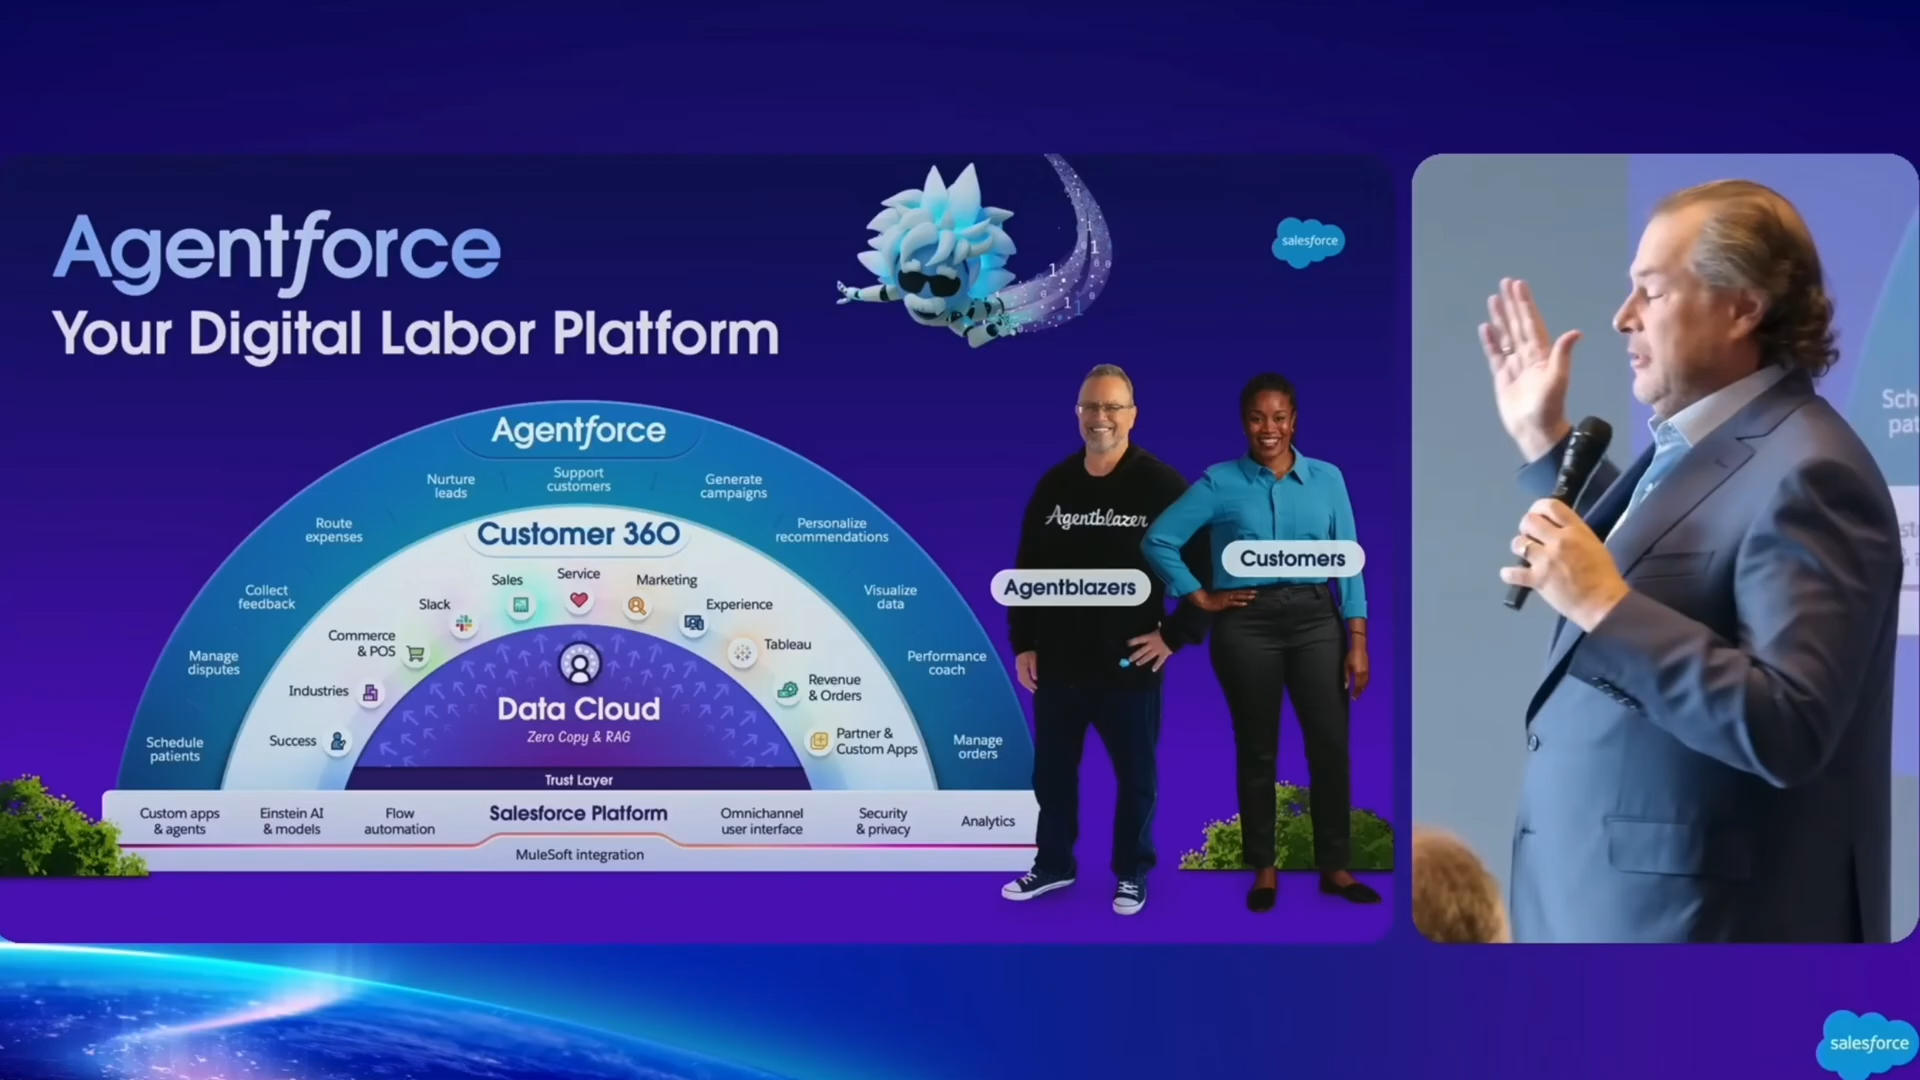 Agentforce
Your Digital Labor Platform
salesforce
Agentforce
Nurture
leads
Support
customers
Generate
campaigns
Route
expenses
Personalize
recommendations
Collect
feedback
Visualize
data
Manage
disputes
Performance
coach
Schedule
patients
Manage
orders
Customer 360
Success
Industries
Commerce
& POS
Slack
Sales
Service
Marketing
Experience
Tableau
Revenue
& Orders
Partner &
Custom Apps
Data Cloud
Zero Copy & RAG
Trust Layer
Custom apps
& agents
Einstein AI
& models
Flow
automation
Salesforce Platform
Omnichannel
user interface
Security
& privacy
Analytics
MuleSoft integration
Agentblazer
Agentblazers
Customers
Sch
pat
salesforce